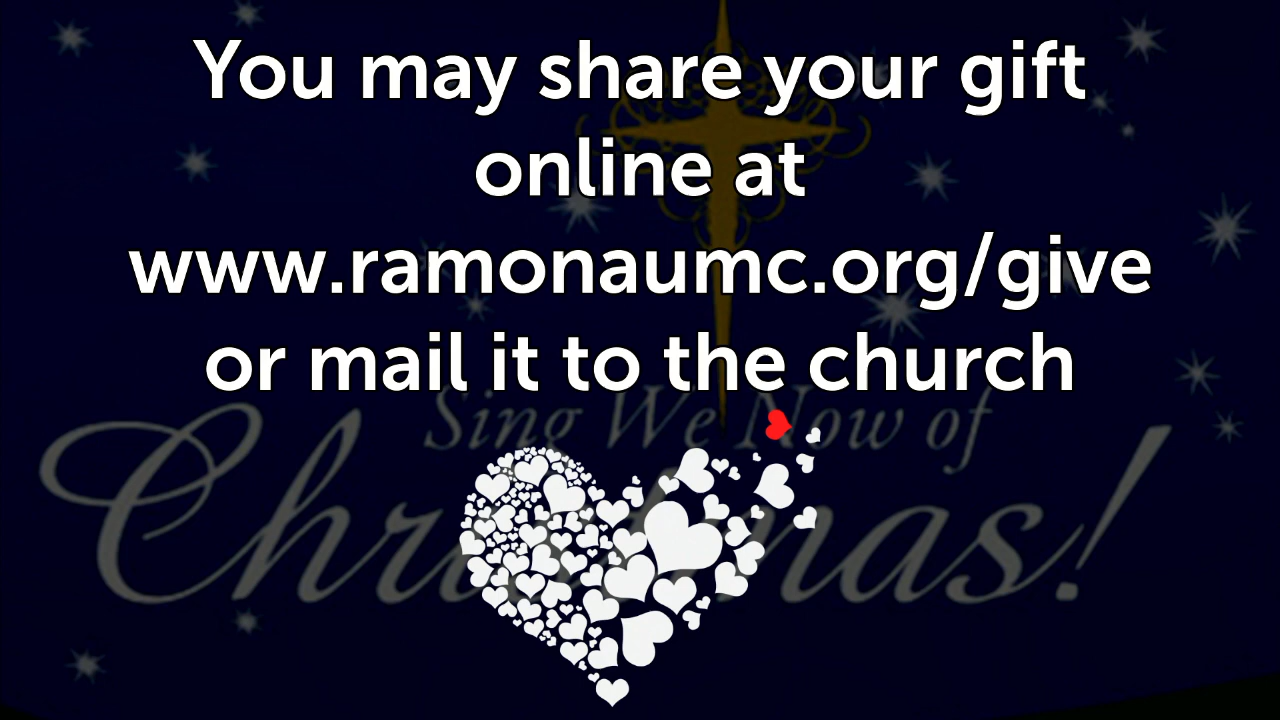 You may share your gift
online at
www.ramonaumc.org/give
or mail it to the church
Sing We Now of
Christmas!